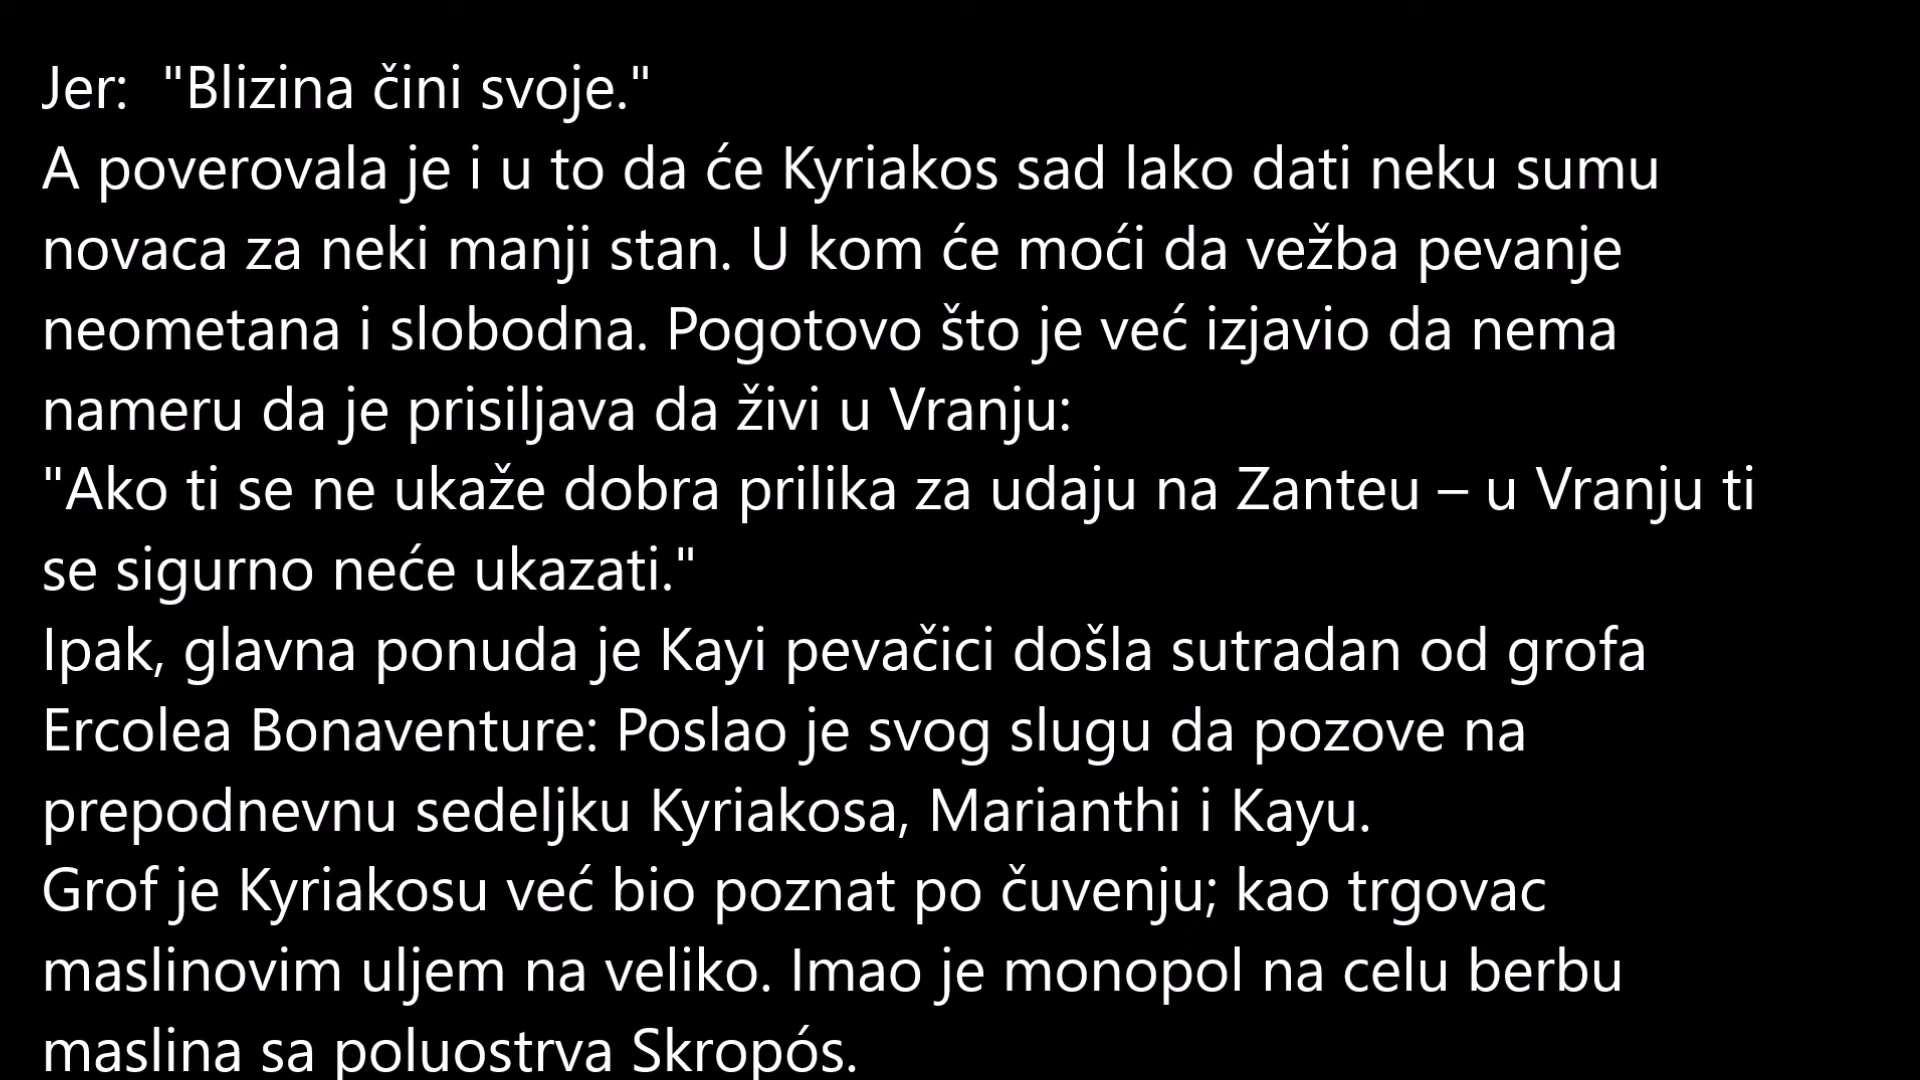 Jer:  "Blizina čini svoje."
A poverovala je i u to da će Kyriakos sad lako dati neku sumu
novaca za neki manji stan. U kom će moći da vežba pevanje
neometana i slobodna. Pogotovo što je već izjavio da nema
nameru da je prisiljava da živi u Vranju:
"Ako ti se ne ukaže dobra prilika za udaju na Zanteu – u Vranju ti
se sigurno neće ukazati."
Ipak, glavna ponuda je Kayi pevačici došla sutradan od grofa
Ercolea Bonaventure: Poslao je svog slugu da pozove na
prepodnevnu sedeljku Kyriakosa, Marianthi i Kayu.
Grof je Kyriakosu već bio poznat po čuvenju; kao trgovac
maslinovim uljem na veliko. Imao je monopol na celu berbu
maslina sa poluostrva Skropós.